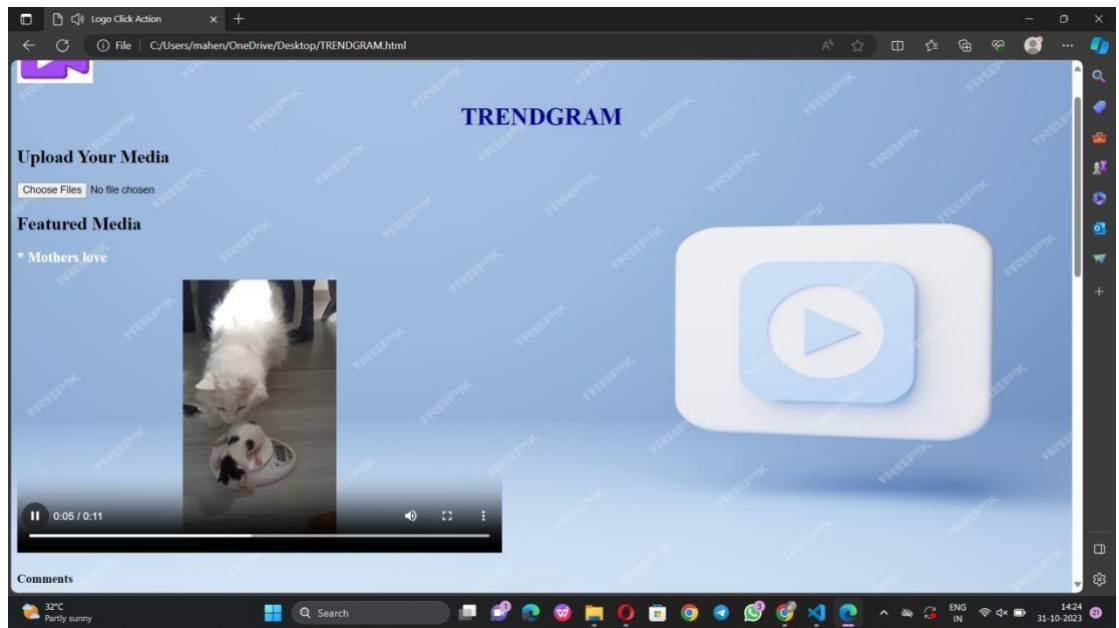 Logo Click Action
File
C:/Users/mahen/OneDrive/Desktop/TRENDGRAM.html
TRENDGRAM
Upload Your Media
Choose Files No file chosen
Featured Media
* Mothers love
0:05 / 0:11
Comments
32°C
Partly sunny
Search
ENG
IN
14:24
31-10-2023
FREEPIK